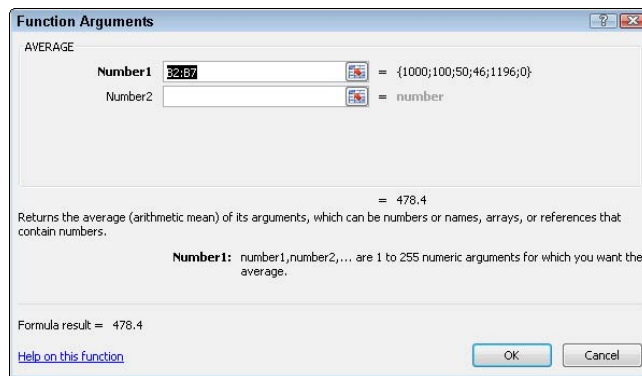 Function Arguments
AVERAGE
Number1 B2:B7 = {1000;100;50;46;1196;0}
Number2 = number
= 478.4
Returns the average (arithmetic mean) of its arguments, which can be numbers or names, arrays, or references that
contain numbers.
Number1: number1,number2,... are 1 to 255 numeric arguments for which you want the
average.
Formula result = 478.4
Help on this function
OK
Cancel